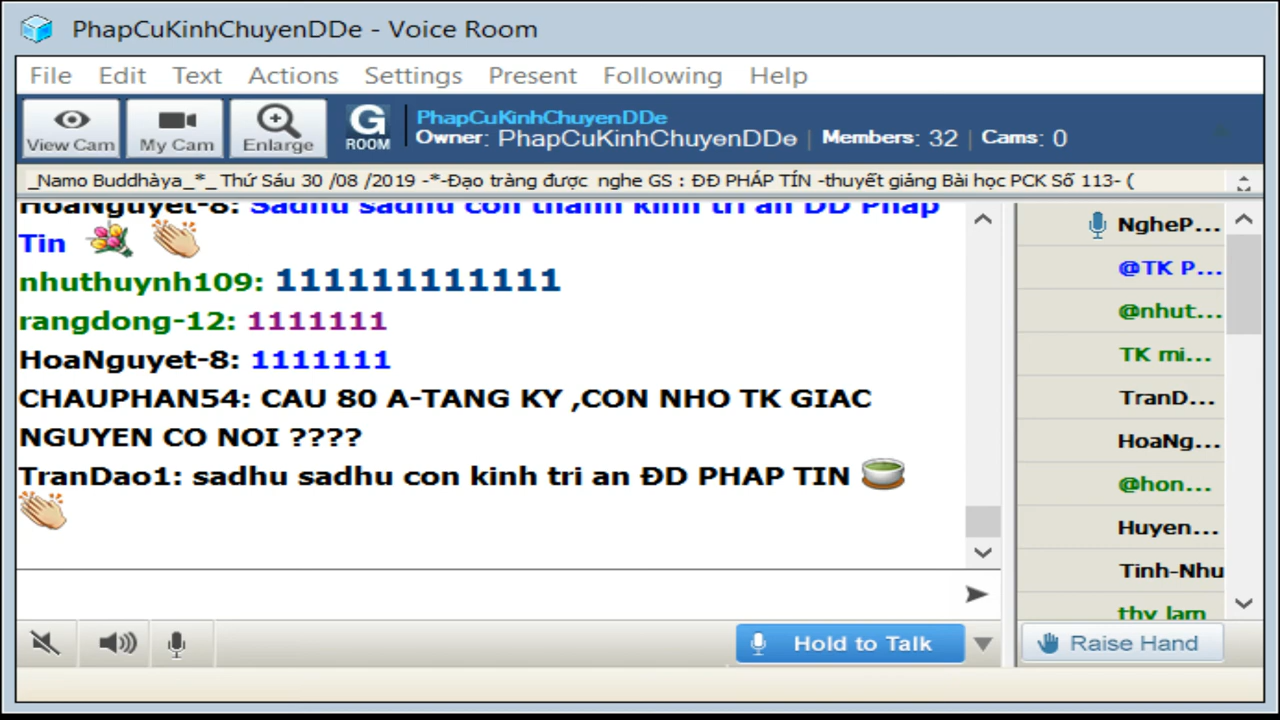 PhapCuKinhChuyenDDe - Voice Room
File Edit Text Actions Settings Present Following Help
View Cam
My Cam
Enlarge
G ROOM
PhapCuKinhChuyenDDe
Owner: PhapCuKinhChuyenDDe | Members: 32 | Cams: 0
_Namo Buddhàya_*_ Thứ Sáu 30 /08 /2019 -*-Đạo tràng được nghe GS : ĐĐ PHÁP TÍN -thuyết giảng Bài học PCK Số 113- (
HoaNguyet-8: Sadhu sadhu con thanh kinh tri an DD Phap
Tin
nhuthuynh109: 111111111111
rangdong-12: 1111111
HoaNguyet-8: 1111111
CHAUPHAN54: CAU 80 A-TANG KY ,CON NHO TK GIAC
NGUYEN CO NOI ????
TranDao1: sadhu sadhu con kinh tri an ĐD PHAP TIN
NgheP...
@TK P...
@nhut...
TK mi...
TranD...
HoaNg...
@hon...
Huyen...
Tinh-Nhu
thy lam
Hold to Talk
Raise Hand